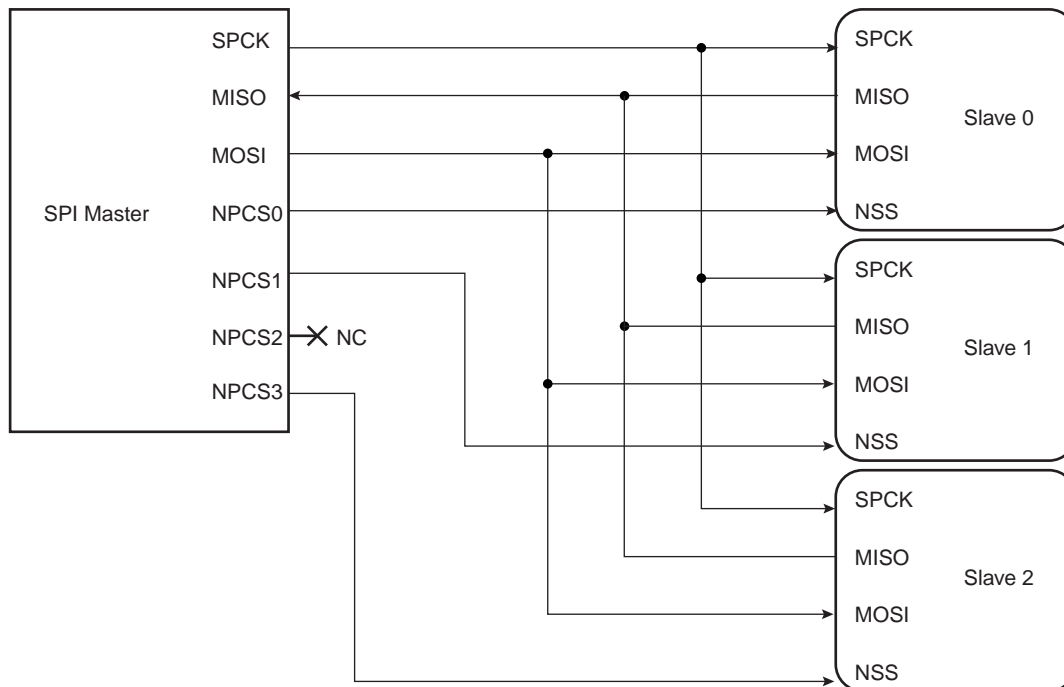 SPI Master
SPCK
MISO
MOSI
NPCS0
NPCS1
NPCS2
NC
NPCS3
SPCK
MISO
Slave 0
MOSI
NSS
SPCK
MISO
Slave 1
MOSI
NSS
SPCK
MISO
Slave 2
MOSI
NSS